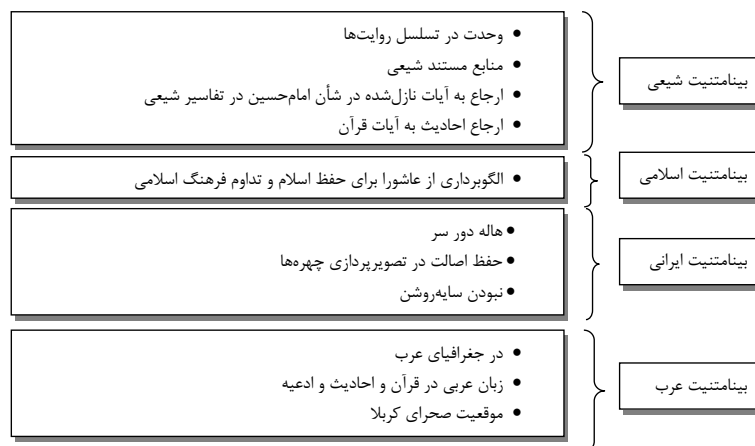 بینامتنیت شیعی
• وحدت در تسلسل روایت‌ها
• منابع مستند شیعی
• ارجاع به آیات نازل‌شده در شأن امام‌حسین در تفاسیر شیعی
• ارجاع احادیث به آیات قرآن
بینامتنیت اسلامی
• الگوبرداری از عاشورا برای حفظ اسلام و تداوم فرهنگ اسلامی
بینامتنیت ایرانی
• هاله دور سر
• حفظ اصالت در تصویرپردازی چهره‌ها
• نبودن سایه‌روشن
بینامتنیت عرب
• در جغرافیای عرب
• زبان عربی در قرآن و احادیث و ادعیه
• موقعیت صحرای کربلا